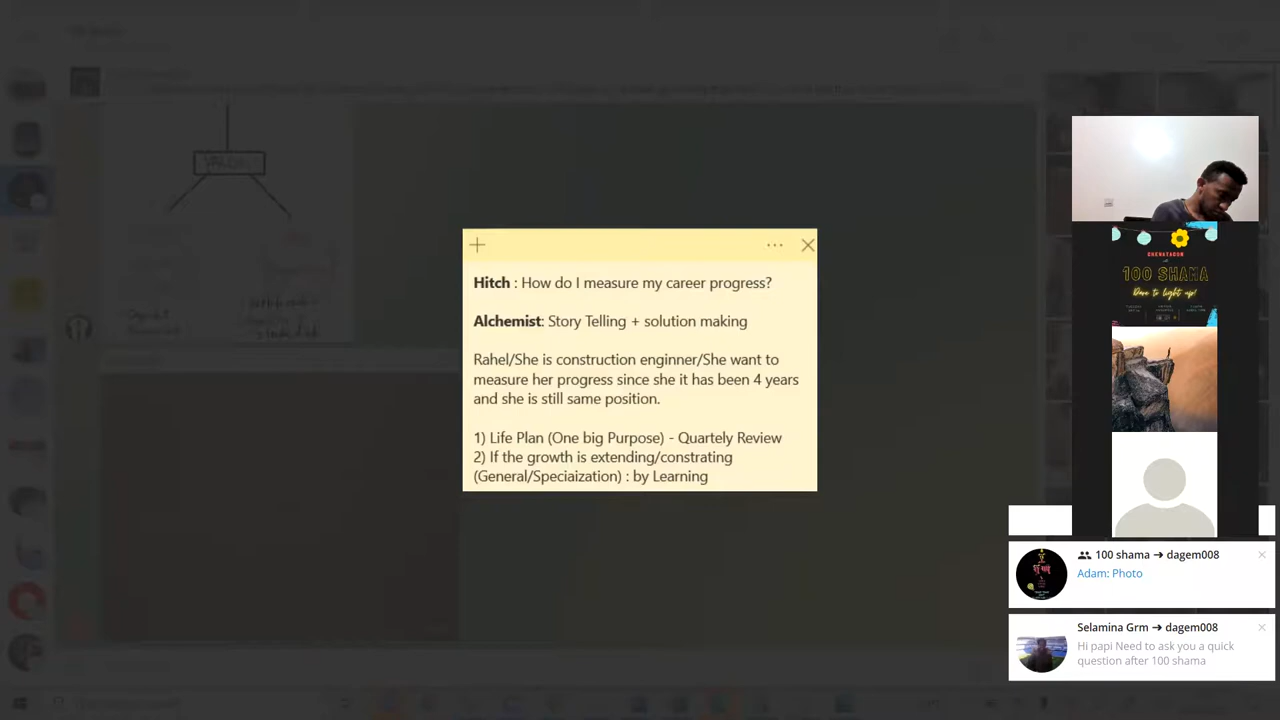 Hitch : How do I measure my career progress?
Alchemist: Story Telling + solution making
Rahel/She is construction enginner/She want to
measure her progress since she it has been 4 years
and she is still same position.
1) Life Plan (One big Purpose) - Quartely Review
2) If the growth is extending/constrating
(General/Speciaization) : by Learning
100 SHAMA
Dare to light up!
100 shama → dagem008
Adam: Photo
Selamina Grm → dagem008
Hi papi Need to ask you a quick
question after 100 shama